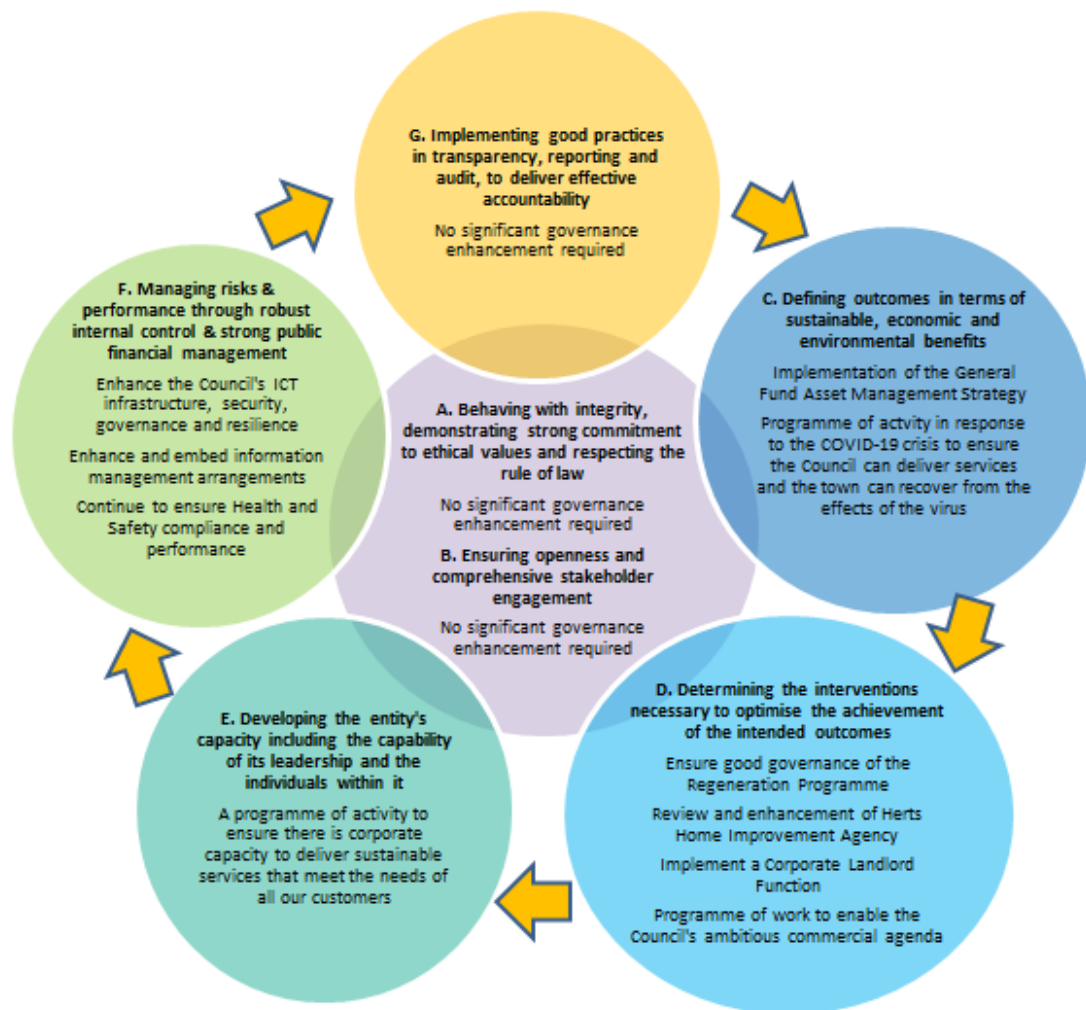 G. Implementing good practices
in transparency, reporting and
audit, to deliver effective
accountability
No significant governance
enhancement required
C. Defining outcomes in terms of
sustainable, economic and
environmental benefits
Implementation of the General
Fund Asset Management Strategy
Programme of actvity in response
to the COVID-19 crisis to ensure
the Council can deliver services
and the town can recover from the
effects of the virus
D. Determining the interventions
necessary to optimise the achievement
of the intended outcomes
Ensure good governance of the
Regeneration Programme
Review and enhancement of Herts
Home Improvement Agency
Implement a Corporate Landlord
Function
Programme of work to enable the
Council's ambitious commercial agenda
E. Developing the entity's
capacity including the capability
of its leadership and the
individuals within it
A programme of activity to
ensure there is corporate
capacity to deliver sustainable
services that meet the needs of
all our customers
F. Managing risks &
performance through robust
internal control & strong public
financial management
Enhance the Council's ICT
infrastructure, security,
governance and resilience
Enhance and embed information
management arrangements
Continue to ensure Health and
Safety compliance and
performance
A. Behaving with integrity,
demonstrating strong commitment
to ethical values and respecting the
rule of law
No significant governance
enhancement required
B. Ensuring openness and
comprehensive stakeholder
engagement
No significant governance
enhancement required